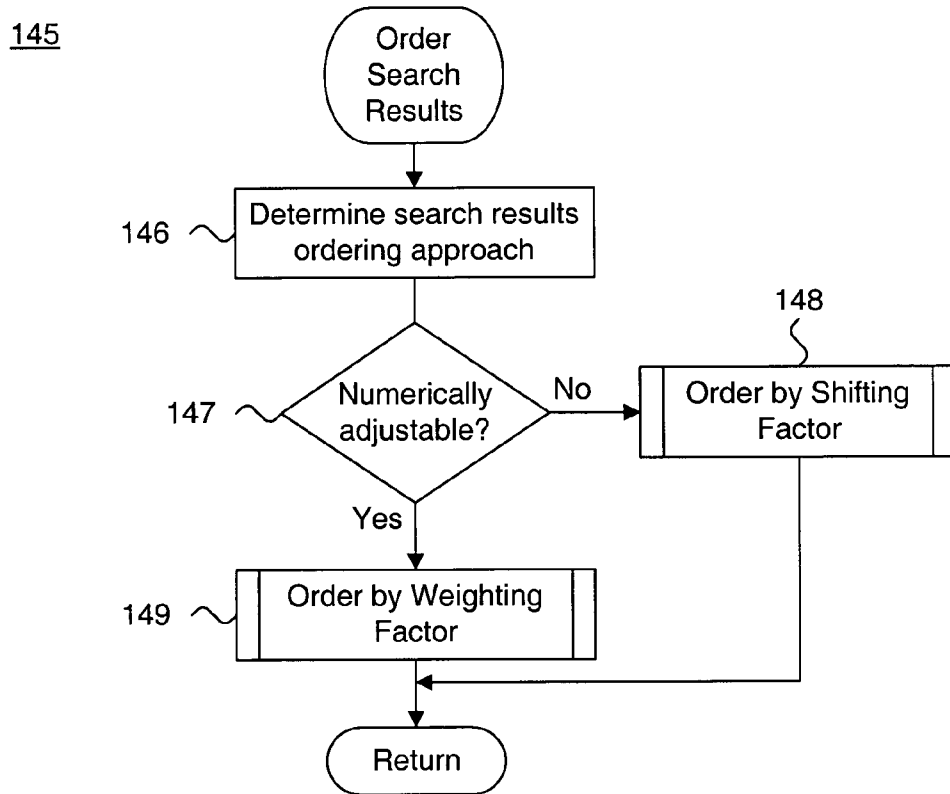 145
Order
Search
Results
146
Determine search results
ordering approach
147
Numerically
adjustable?
No
148
Order by Shifting
Factor
Yes
149
Order by Weighting
Factor
Return